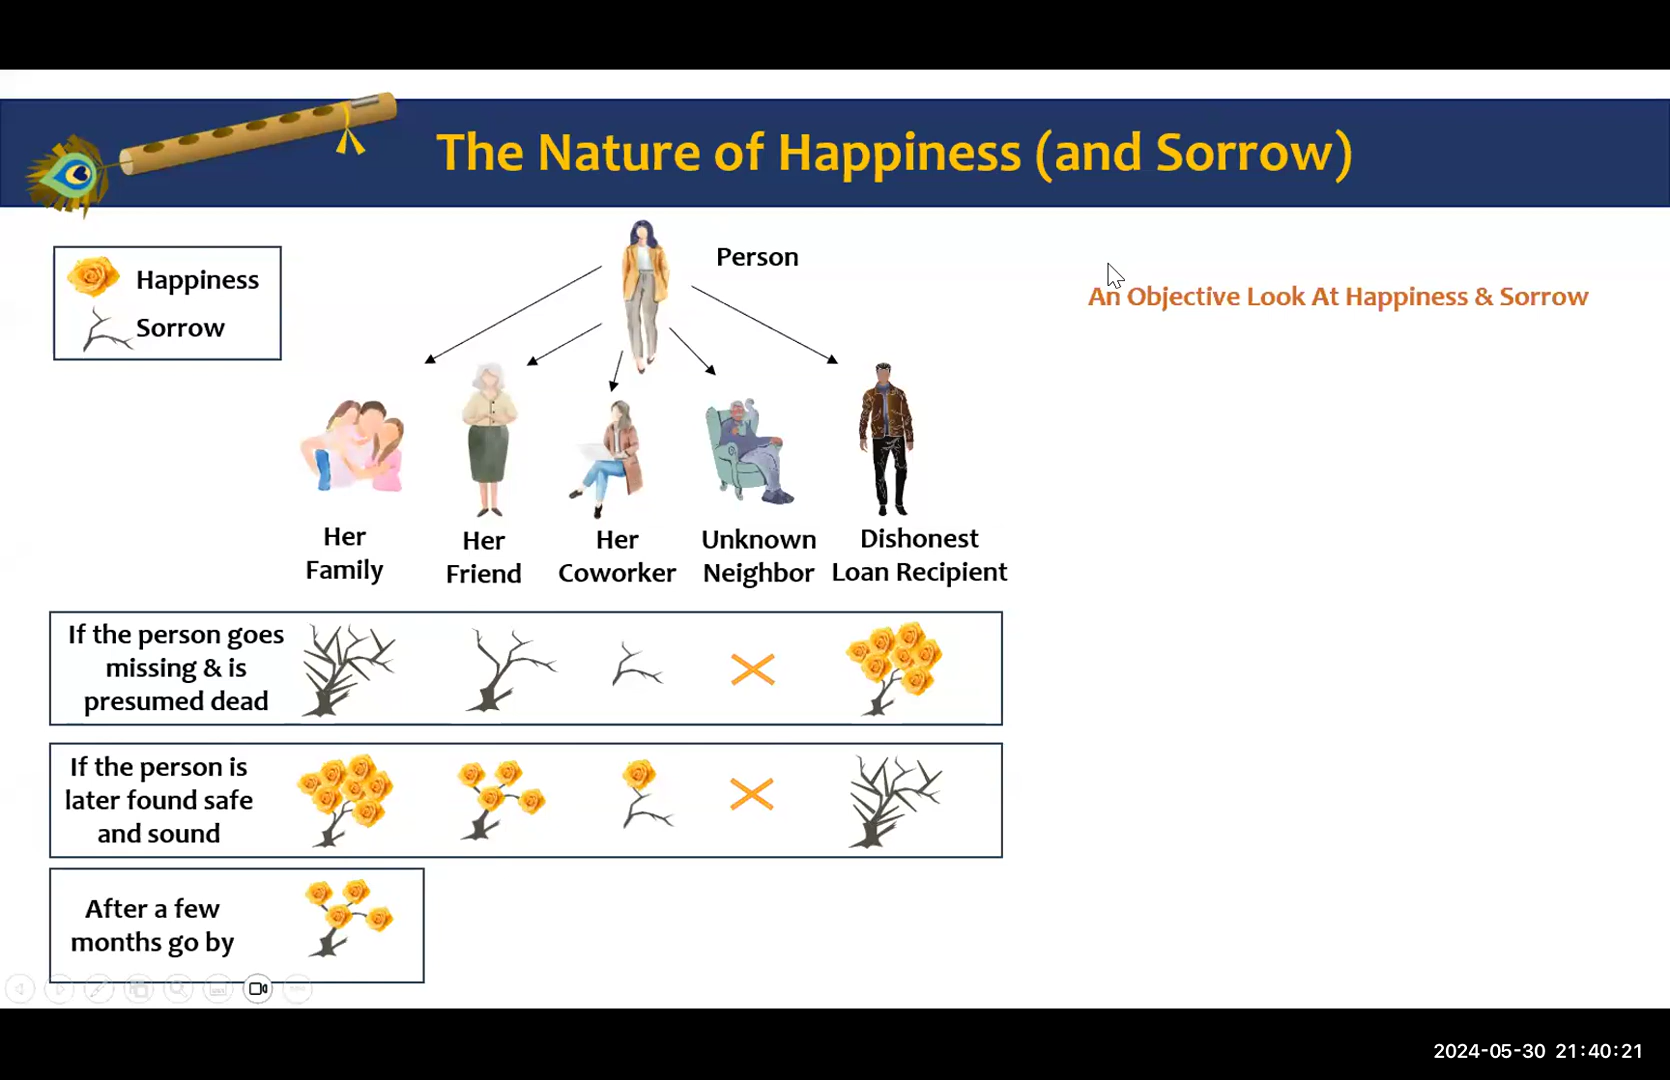 The Nature of Happiness (and Sorrow)
Happiness
Sorrow
Person
An Objective Look At Happiness & Sorrow
Her
Family
Her
Friend
Her
Coworker
Unknown
Neighbor
Dishonest
Loan Recipient
If the person goes
missing & is
presumed dead
If the person is
later found safe
and sound
After a few
months go by
2024-05-30 21:40:21